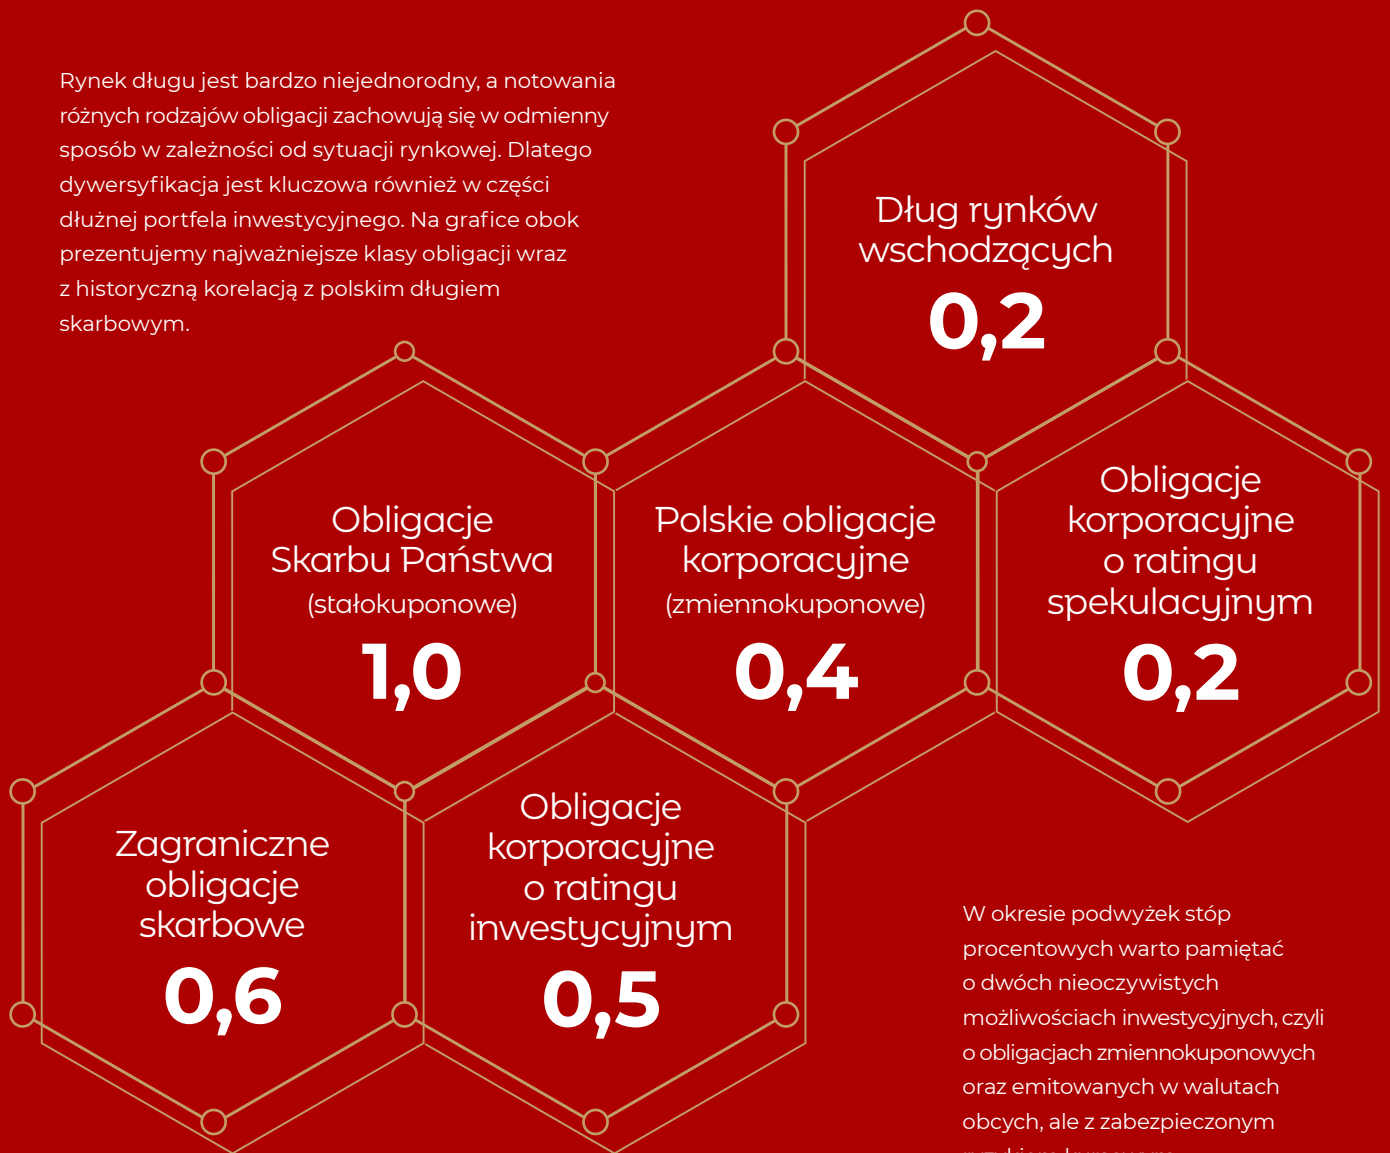 Rynek długu jest bardzo niejednorodny, a notowania
różnych rodzajów obligacji zachowują się w odmienny
sposób w zależności od sytuacji rynkowej. Dlatego
dywersyfikacja jest kluczowa również w części
dłużnej portfela inwestycyjnego. Na grafice obok
prezentujemy najważniejsze klasy obligacji wraz
z historyczną korelacją z polskim długiem
skarbowym.
Dług rynków
wschodzących
0,2
Obligacje
Skarbu Państwa
(stałokuponowe)
1,0
Polskie obligacje
korporacyjne
(zmiennokuponowe)
0,4
Obligacje
korporacyjne
o ratingu
spekulacyjnym
0,2
Zagraniczne
obligacje
skarbowe
0,6
Obligacje
korporacyjne
o ratingu
inwestycyjnym
0,5
W okresie podwyżek stóp
procentowych warto pamiętać
o dwóch nieoczywistych
możliwościach inwestycyjnych, czyli
o obligacjach zmiennokuponowych
oraz emitowanych w walutach
obcych, ale z zabezpieczonym